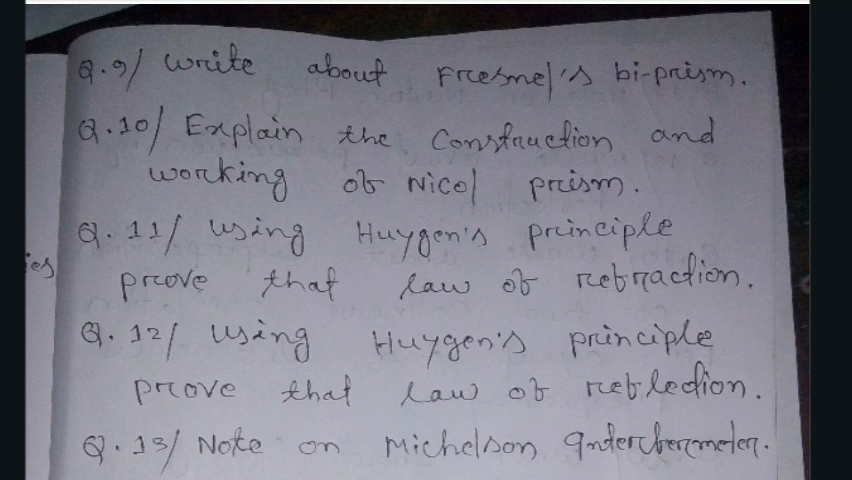 Q.9/ Write about Fresnel's bi-prism.
Q.10/ Explain the Construction and
working of Nicol prism.
Q.11/ Using Huygen's principle
ies
prove that law of refraction.
Q.12/ Using Huygen's principle
prove that law of reflection.
Q.13/ Note on Michelson Interferometer.